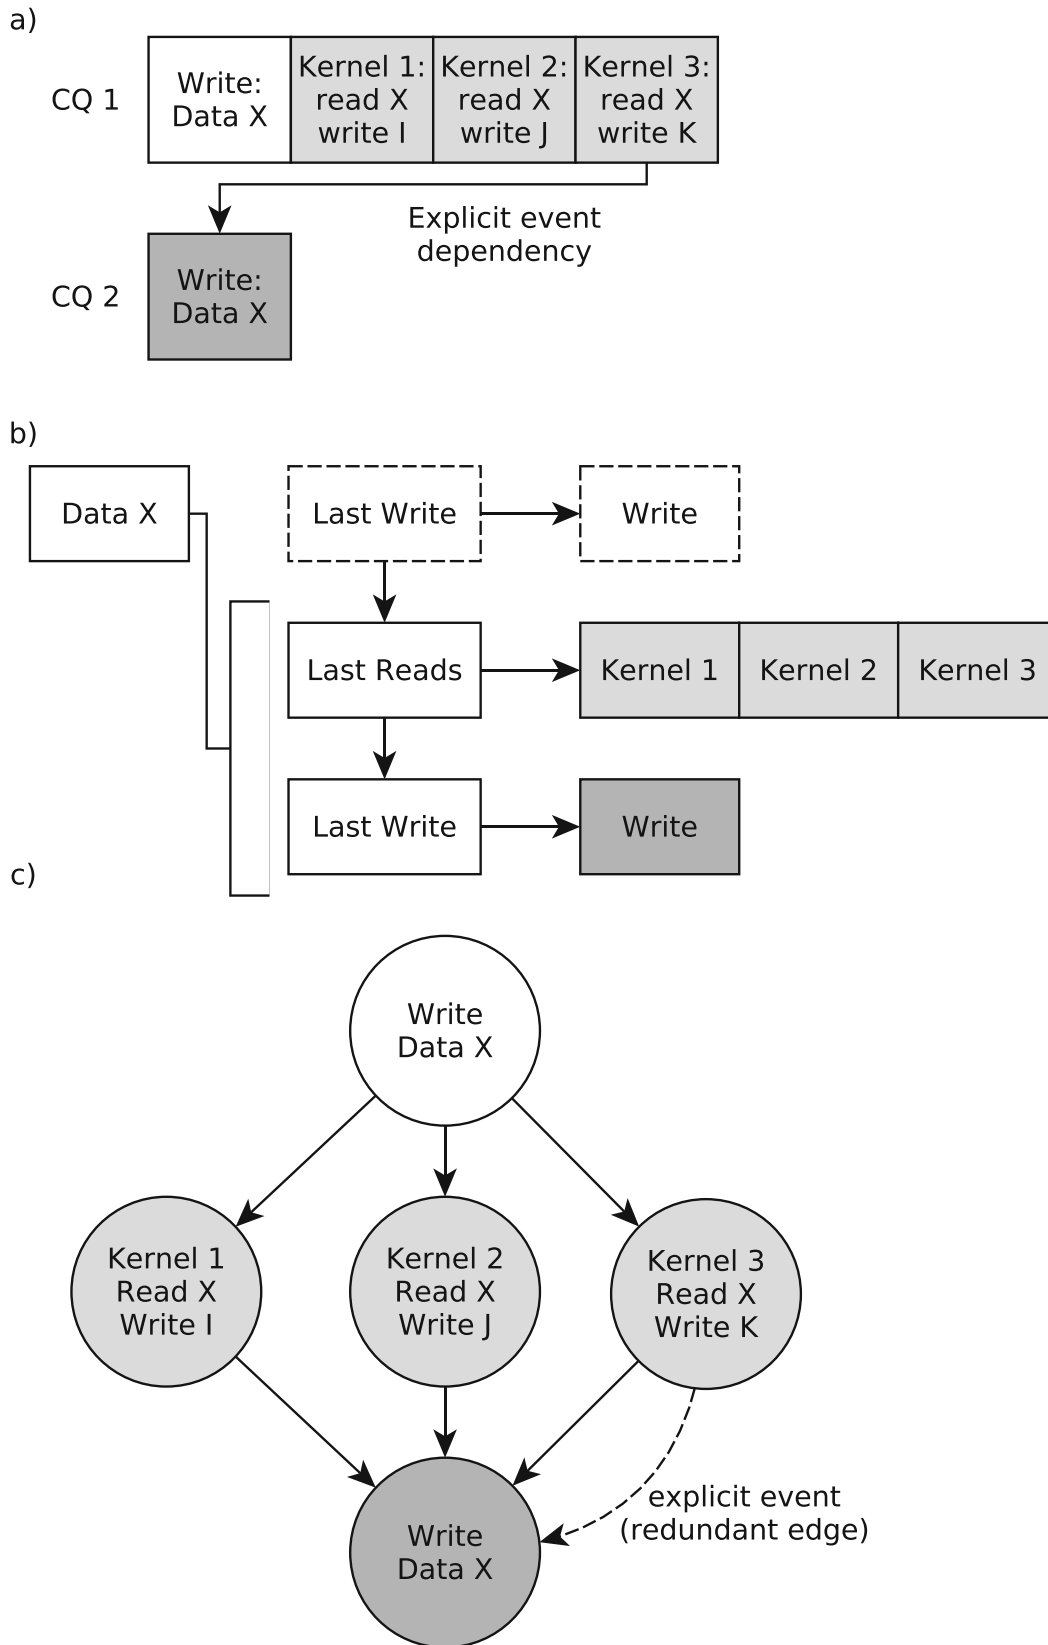 a)
CQ 1
Write:
Data X
Kernel 1:
read X
write I
Kernel 2:
read X
write J
Kernel 3:
read X
write K
Explicit event
dependency
CQ 2
Write:
Data X
b)
Data X
Last Write
Write
Last Reads
Kernel 1
Kernel 2
Kernel 3
Last Write
Write
c)
Write
Data X
Kernel 1
Read X
Write I
Kernel 2
Read X
Write J
Kernel 3
Read X
Write K
explicit event
(redundant edge)
Write
Data X